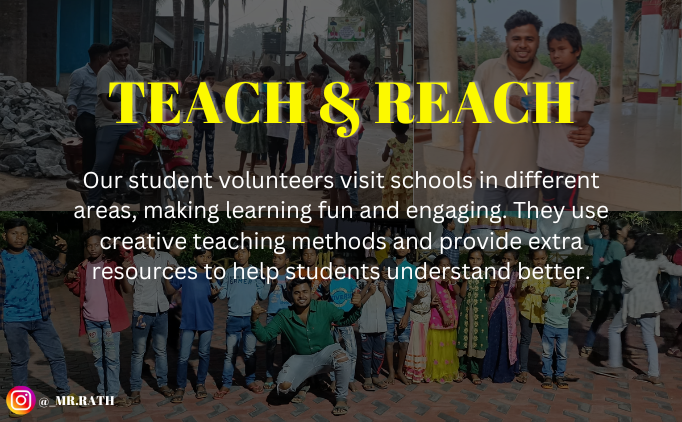 TEACH & REACH
Our student volunteers visit schools in different
areas, making learning fun and engaging. They use
creative teaching methods and provide extra
resources to help students understand better.
@_MR.RATH